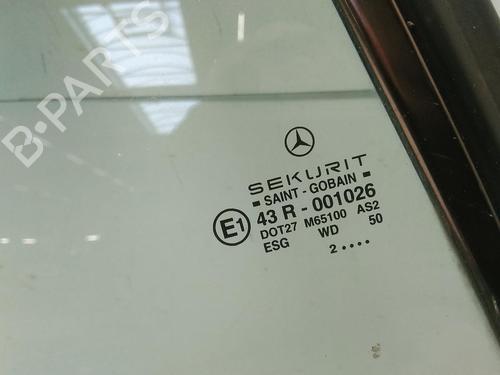 B-PARTS
SEKURIT
▪ SAINT - GOBAIN ▪
E1 43 R - 001026
DOT27 M65100 AS2
ESG WD 50
2 ••••